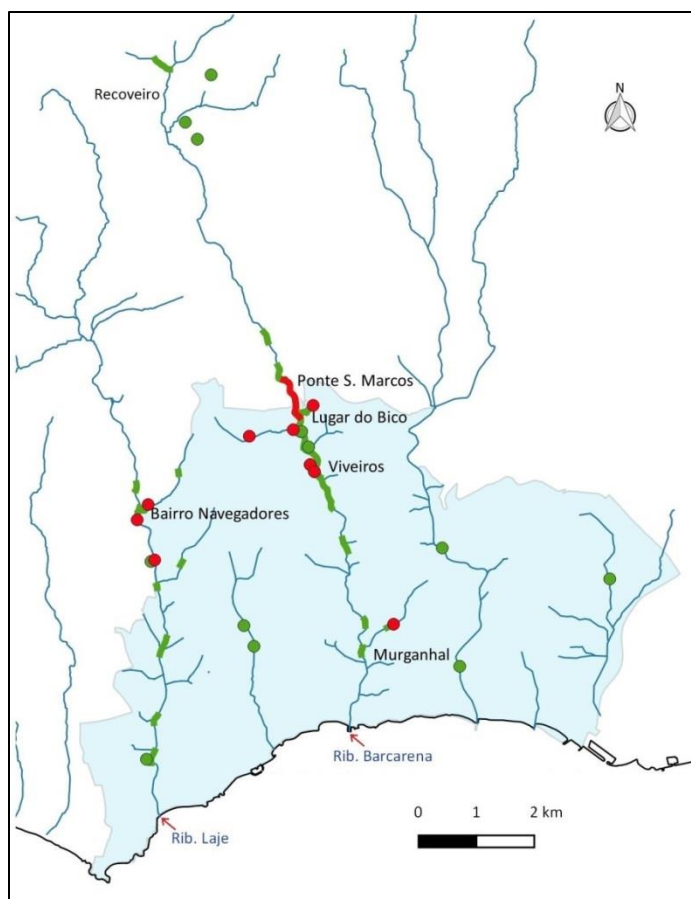 Recoveiro
N
Ponte S. Marcos
Lugar do Bico
Viveiros
Bairro Navegadores
Murganhal
Rib. Barcarena
0 1 2 km
Rib. Laje